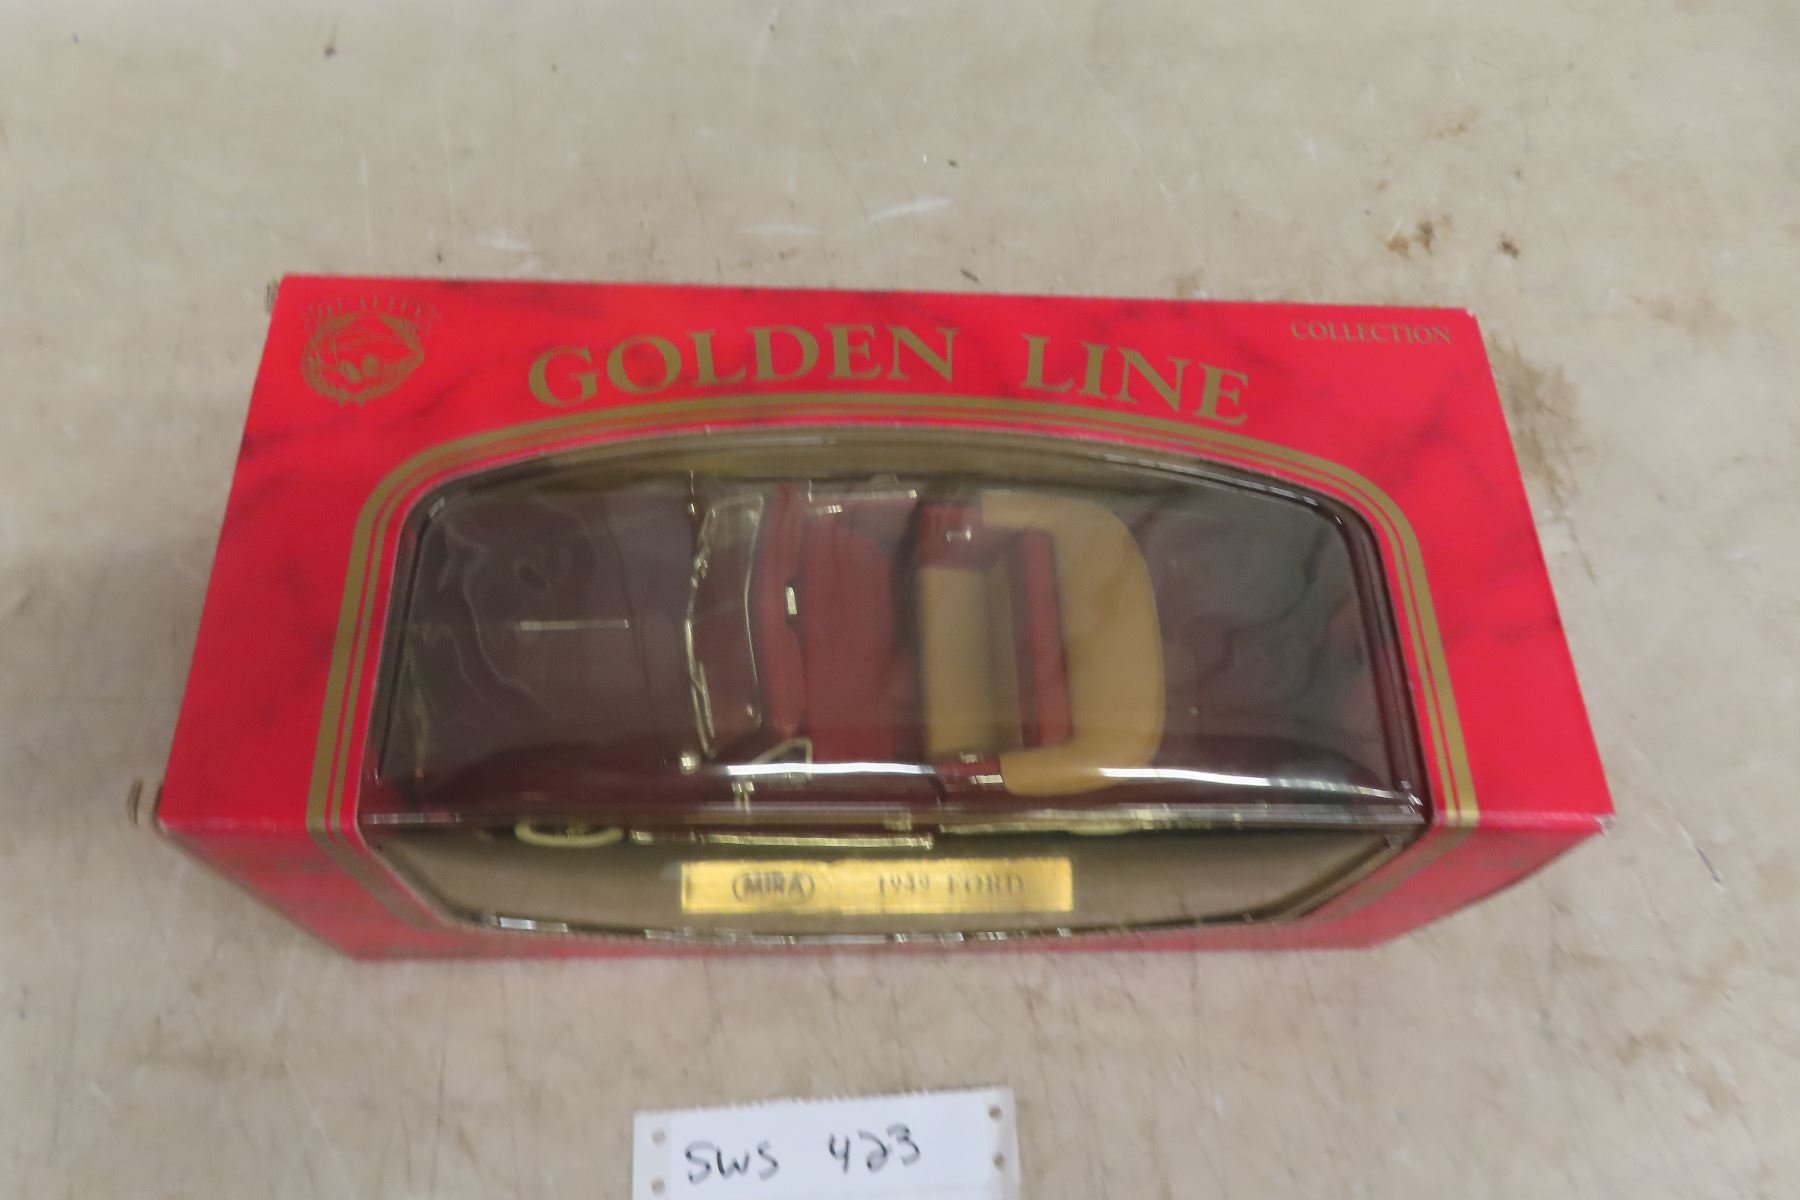 GOLDEN LINE
COLLECTION
MIRA 1949 FORD
SWS 423